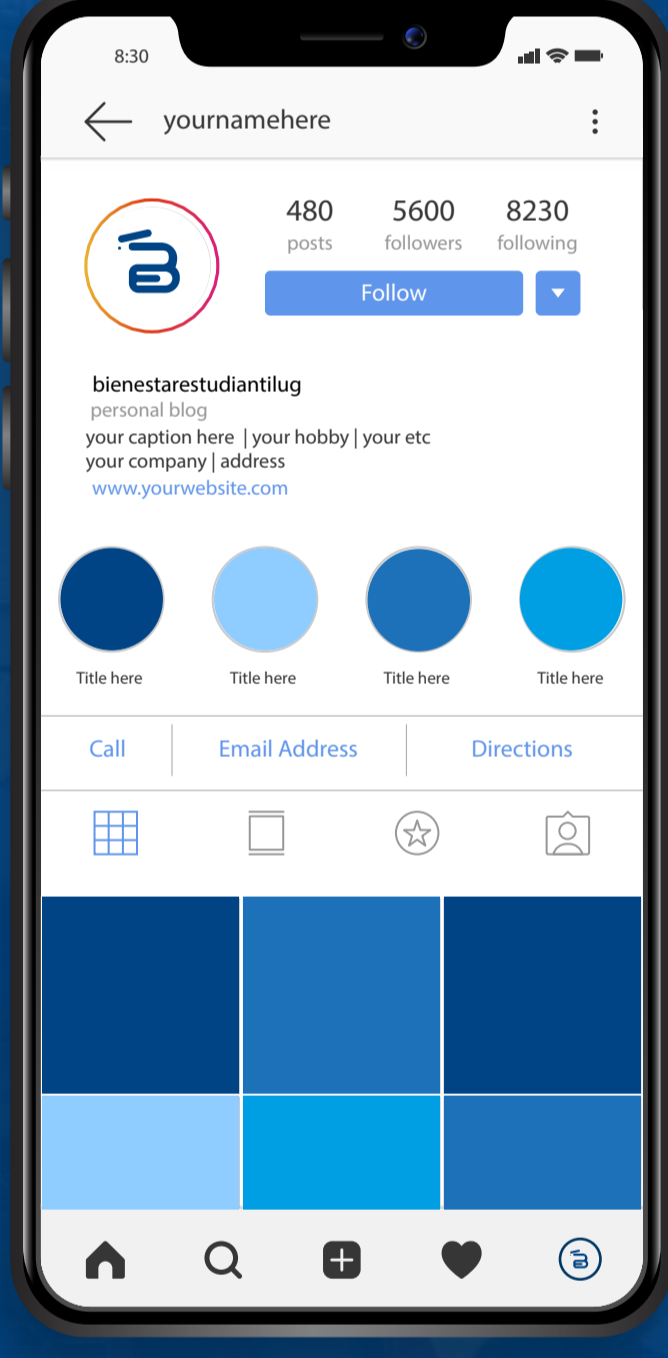 8:30
yournamehere
480 5600 8230
posts followers following
Follow
bienestarestudiantilug
personal blog
your caption here | your hobby | your etc
your company | address
www.yourwebsite.com
Title here Title here Title here Title here
Call Email Address Directions